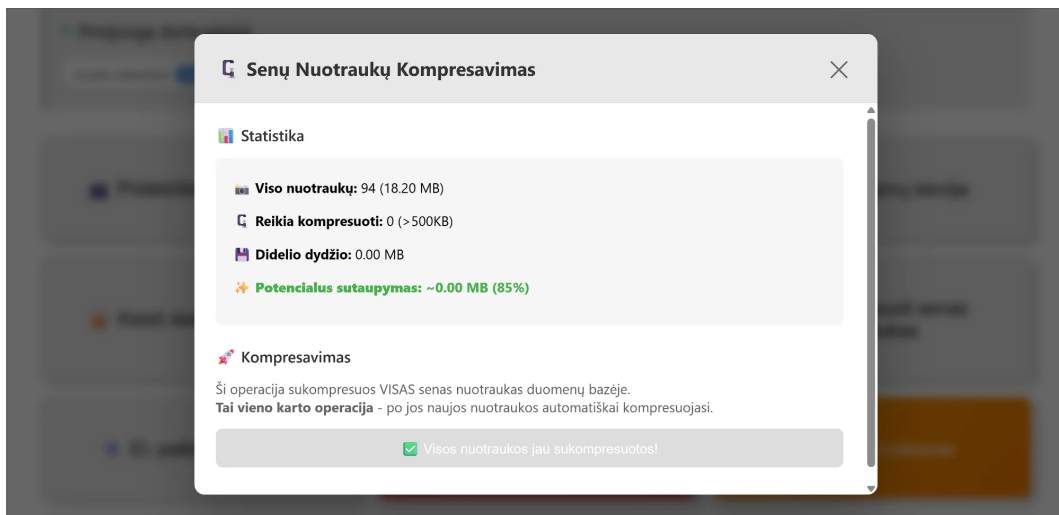 Senų Nuotraukų Kompresavimas
Statistika
Viso nuotraukų: 94 (18.20 MB)
Reikia kompresuoti: 0 (>500KB)
Didelio dydžio: 0.00 MB
Potencialus sutaupymas: ~0.00 MB (85%)
Kompresavimas
Ši operacija sukompresuos VISAS senas nuotraukas duomenų bazėje.
Tai vieno karto operacija - po jos naujos nuotraukos automatiškai kompresuojasi.
Visos nuotraukos jau sukompresuotos!